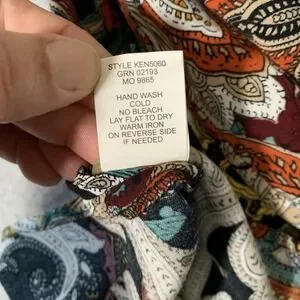 STYLE KEN5060
GRN 02193
MO 9865
HAND WASH
COLD
NO BLEACH
LAY FLAT TO DRY
WARM IRON
ON REVERSE SIDE
IF NEEDED